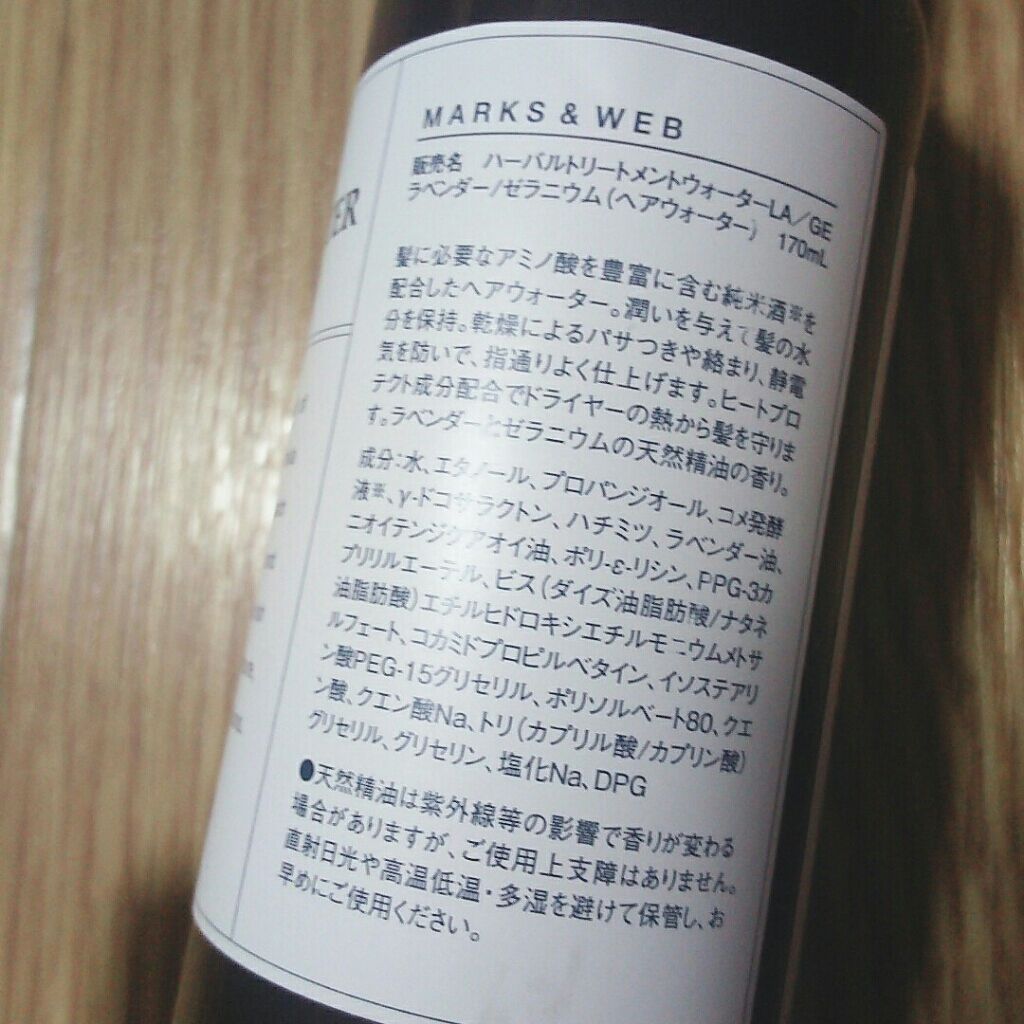 MARKS & WEB
販売名 ハーバルトリートメントウォーターLA/GE
ラベンダー/ゼラニウム(ヘアウォーター) 170mL
髪に必要なアミノ酸を豊富に含む純米酒※を
配合したヘアウォーター。潤いを与えて髪の水
分を保持。乾燥によるパサつきや絡まり、静電
気を防いで、指通りよく仕上げます。ヒートプロ
テクト成分配合でドライヤーの熱から髪を守りま
す。ラベンダーとゼラニウムの天然精油の香り。
成分:水、エタノール、プロパンジオール、コメ発酵
液※、γ-ドコサラクトン、ハチミツ、ラベンダー油、
ニオイテンジクアオイ油、ポリ-ε-リシン、PPG-3カ
プリリルエーテル、ビス(ダイズ油脂肪酸/ナタネ
油脂肪酸)エチルヒドロキシエチルモニウムメトサ
ルフェート、コカミドプロピルベタイン、イソステアリ
ン酸PEG-15グリセリル、ポリソルベート80、クエ
ン酸、クエン酸Na、トリ(カプリル酸/カプリン酸)
グリセリル、グリセリン、塩化Na、DPG
●天然精油は紫外線等の影響で香りが変わる
場合がありますが、ご使用上支障はありません。
直射日光や高温低温・多湿を避けて保管し、お
早めにご使用ください。